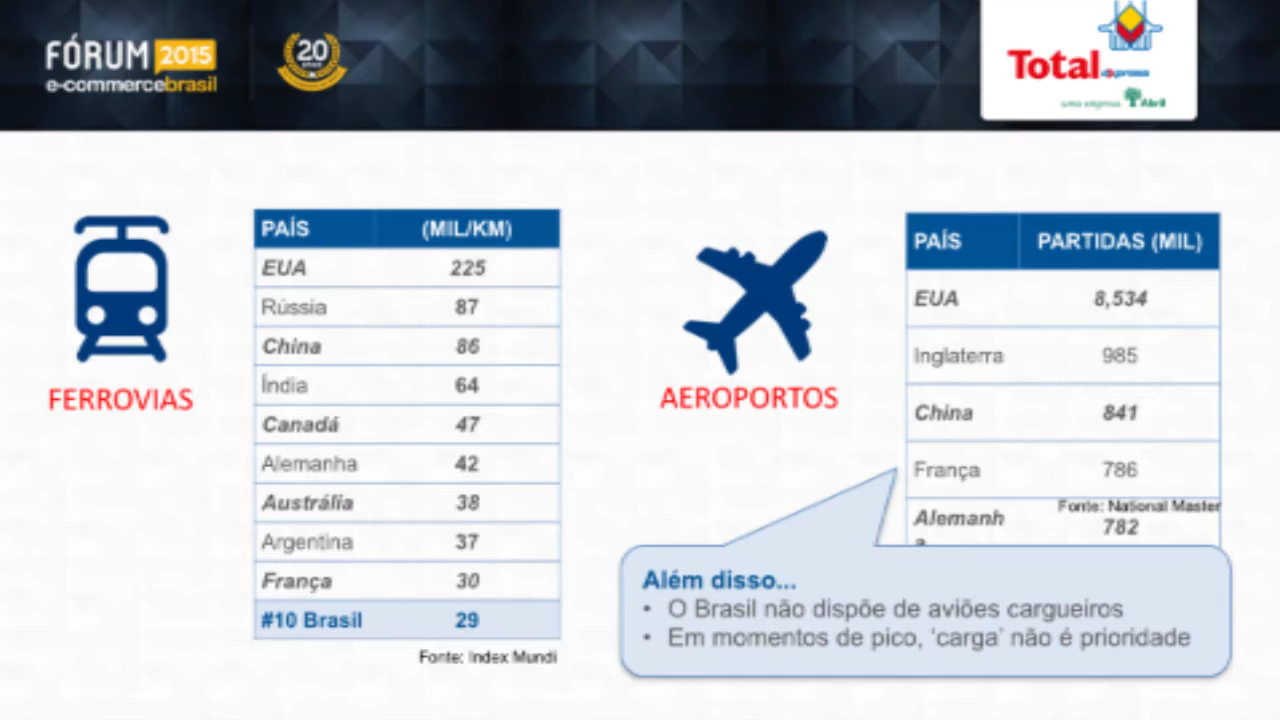 FÓRUM 2015
e-commercebrasil
20
anos
Total express
uma empresa Abril
FERROVIAS
PAÍS (MIL/KM)
EUA 225
Rússia 87
China 86
Índia 64
Canadá 47
Alemanha 42
Austrália 38
Argentina 37
França 30
#10 Brasil 29
Fonte: Index Mundi
AEROPORTOS
PAÍS PARTIDAS (MIL)
EUA 8,534
Inglaterra 985
China 841
França 786
Fonte: National Master
Alemanh 782
a
Além disso...
• O Brasil não dispõe de aviões cargueiros
• Em momentos de pico, ‘carga’ não é prioridade